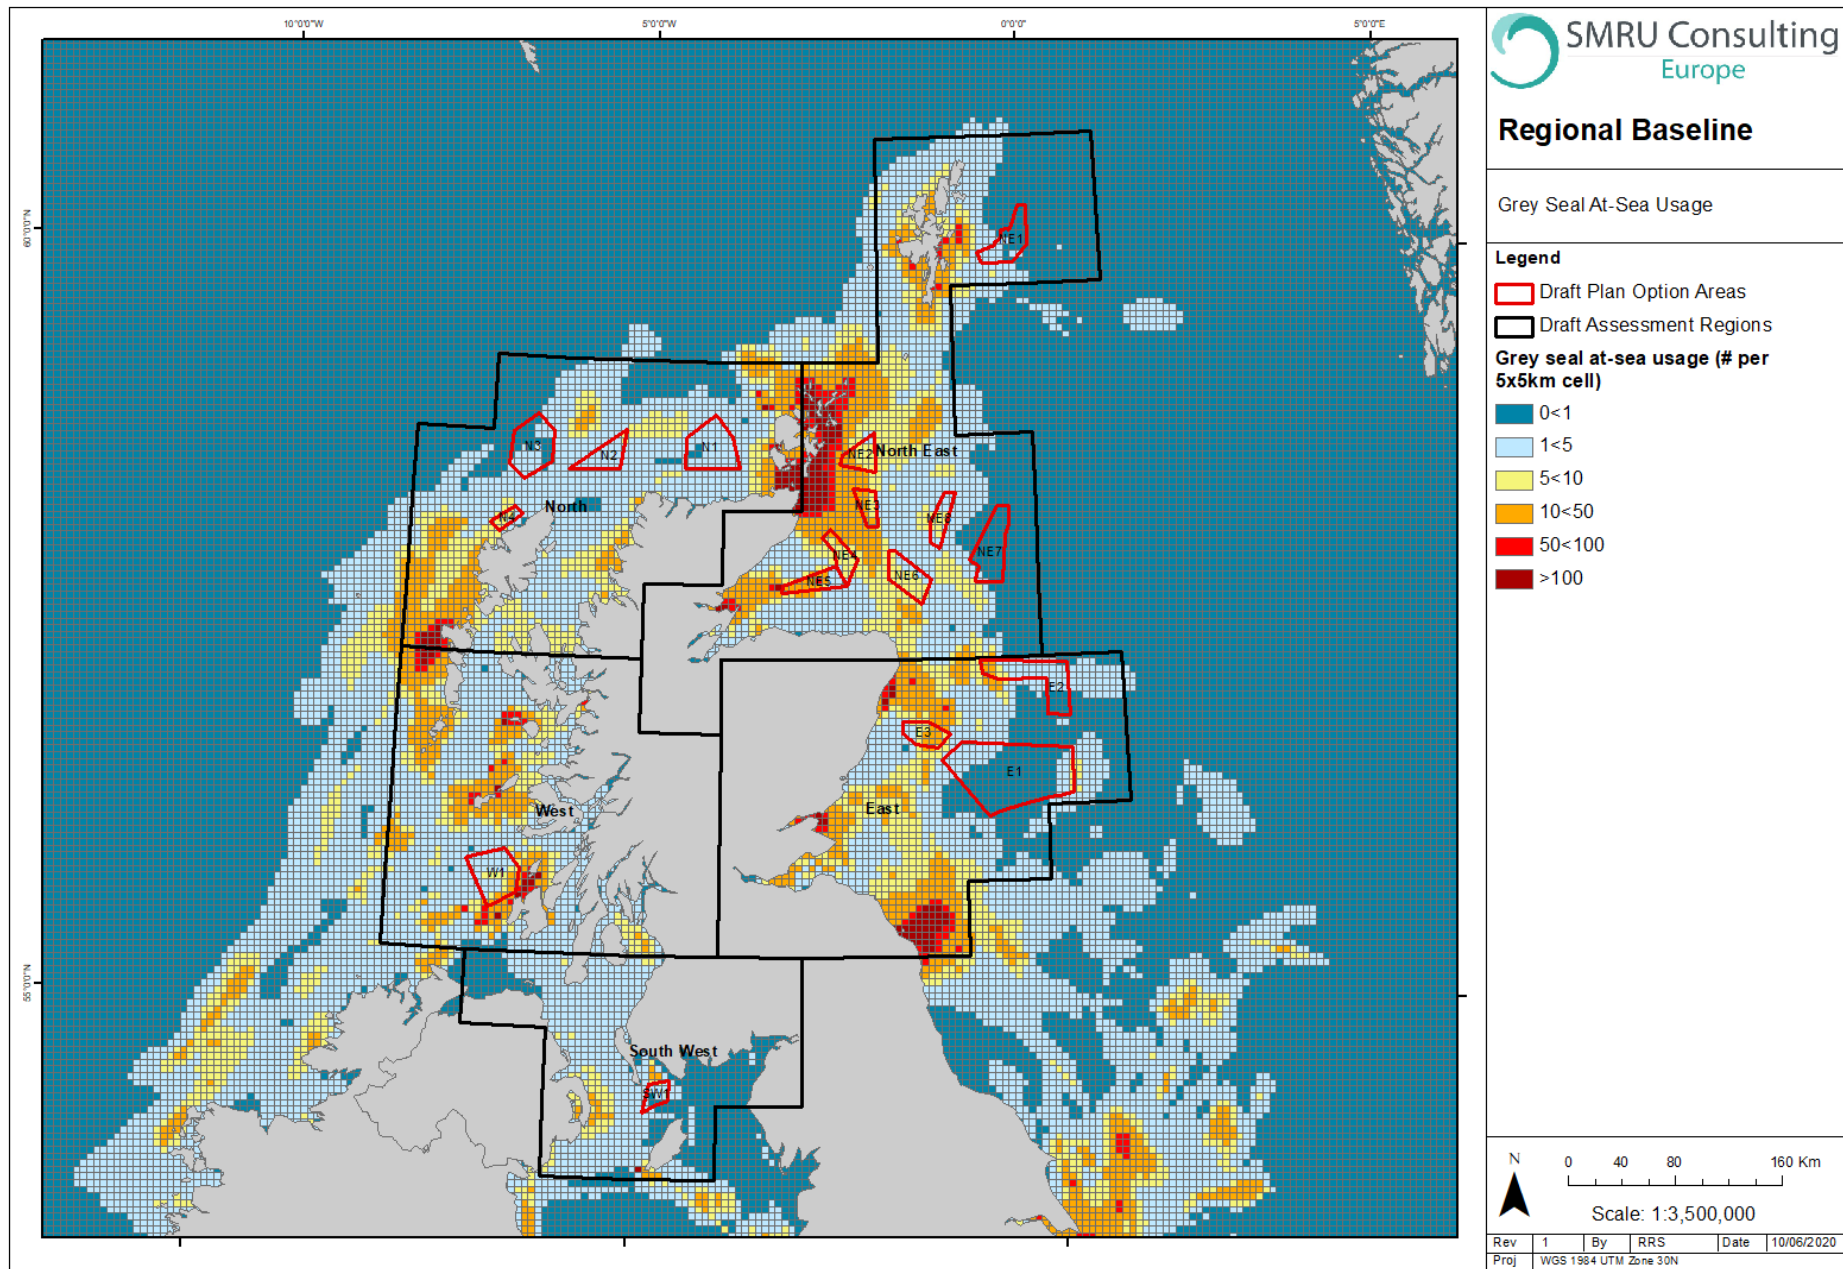 10°0'0"W
5°0'0"W
0°0'0"
5°0'0"E
60°0'0"N
55°0'0"N
NE1
N3
N2
N1
NE2
North East
N4
North
NE3
NE8
NE7
NE4
NE5
NE6
E2
E3
E1
West
East
W1
South West
SW1
SMRU Consulting
Europe
Regional Baseline
Grey Seal At-Sea Usage
Legend
Draft Plan Option Areas
Draft Assessment Regions
Grey seal at-sea usage (# per
5x5km cell)
0<1
1<5
5<10
10<50
50<100
>100
N
0 40 80 160 Km
Scale: 1:3,500,000
Rev 1 By RRS Date 10/06/2020
Proj WGS 1984 UTM Zone 30N